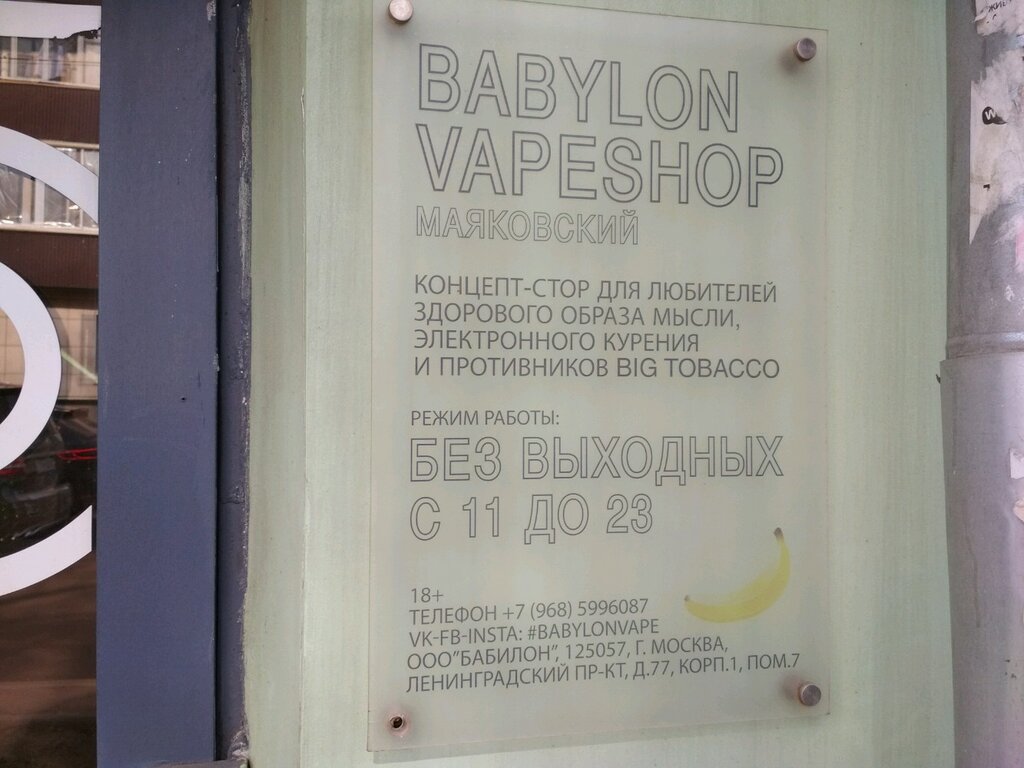 BABYLON
VAPESHOP
МАЯКОВСКИЙ
КОНЦЕПТ-СТОР ДЛЯ ЛЮБИТЕЛЕЙ
ЗДОРОВОГО ОБРАЗА МЫСЛИ,
ЭЛЕКТРОННОГО КУРЕНИЯ
И ПРОТИВНИКОВ BIG TOBACCO
РЕЖИМ РАБОТЫ:
БЕЗ ВЫХОДНЫХ
С 11 ДО 23
18+
ТЕЛЕФОН +7 (968) 5996087
VK-FB-INSTA: #BABYLONVAPE
ООО"БАБИЛОН", 125057, Г. МОСКВА,
ЛЕНИНГРАДСКИЙ ПР-КТ, Д.77, КОРП.1, ПОМ.7